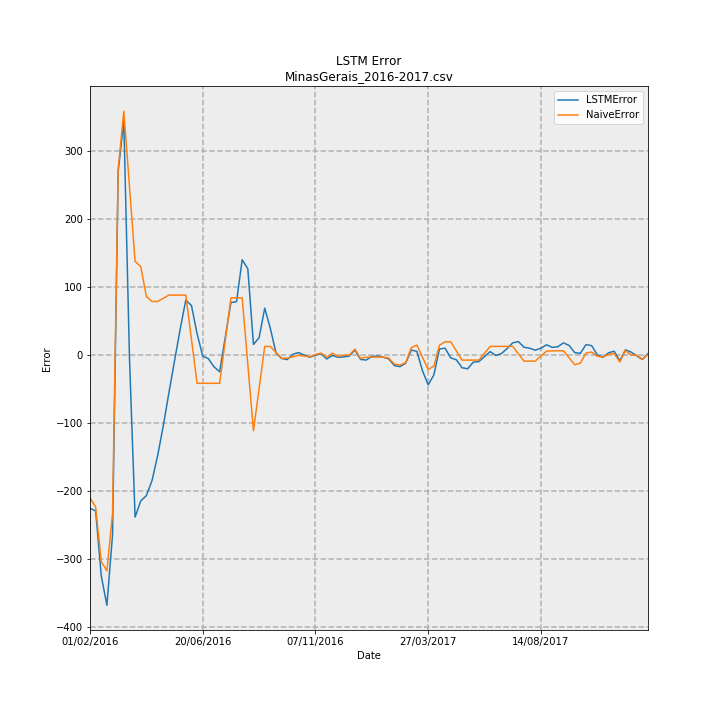 LSTM Error
MinasGerais_2016-2017.csv
LSTMError
NaiveError
300
200
100
0
−100
−200
−300
−400
Error
01/02/2016
20/06/2016
07/11/2016
27/03/2017
14/08/2017
Date